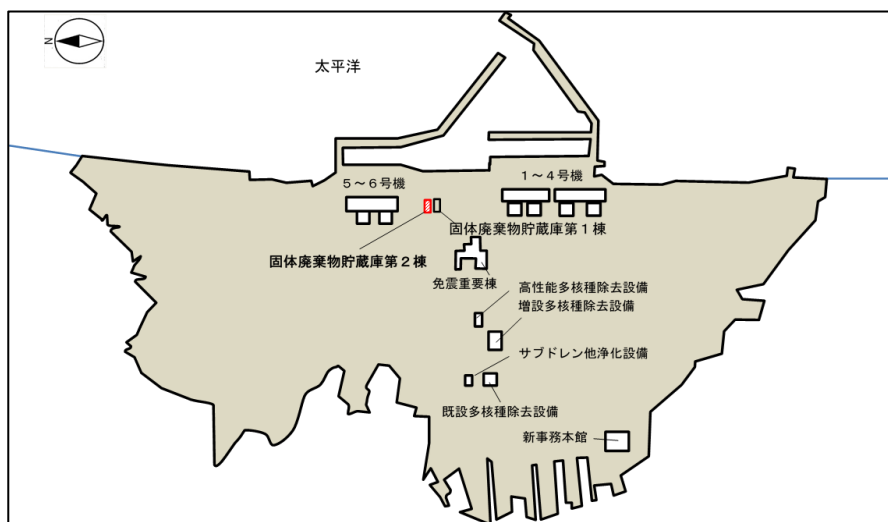 N
太平洋
5～6号機
1～4号機
固体廃棄物貯蔵庫第1棟
固体廃棄物貯蔵庫第2棟
免震重要棟
高性能多核種除去設備
増設多核種除去設備
サブドレン他浄化設備
既設多核種除去設備
新事務本館